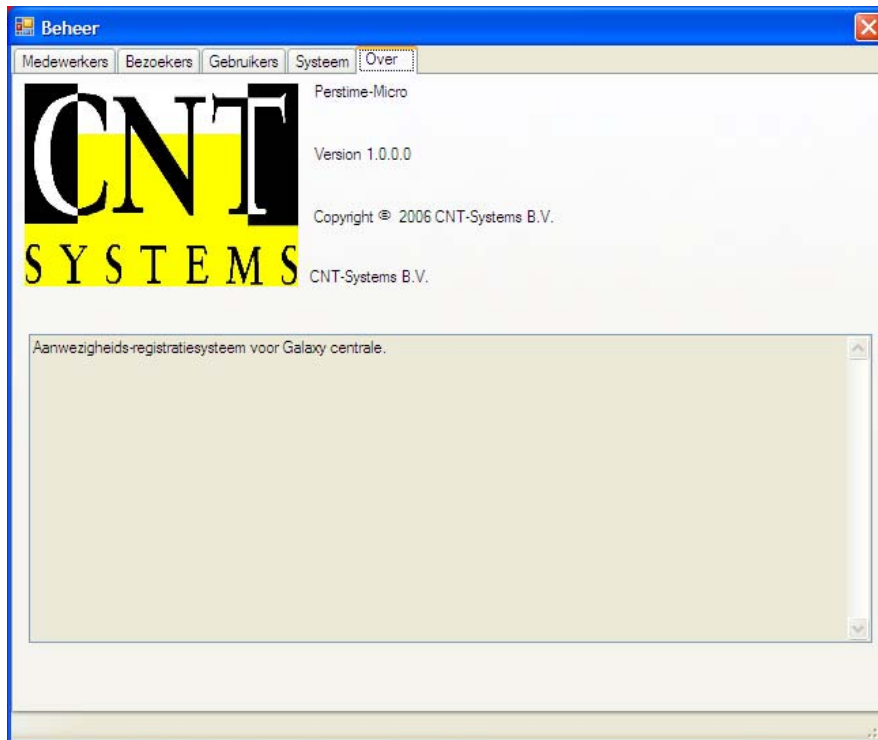 Beheer
Medewerkers Bezoekers Gebruikers Systeem Over
CNT
SYSTEMS
Perstime-Micro
Version 1.0.0.0
Copyright © 2006 CNT-Systems B.V.
CNT-Systems B.V.
Aanwezigheids-registratiesysteem voor Galaxy centrale.